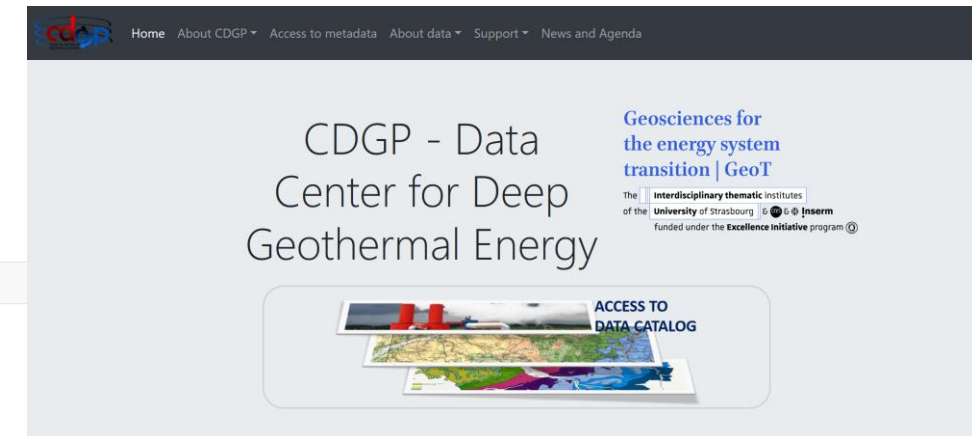 cdgp
Home About CDGP Access to metadata About data Support News and Agenda
CDGP - Data
Center for Deep
Geothermal Energy
Geosciences for
the energy system
transition | GeoT
The Interdisciplinary thematic institutes
of the University of Strasbourg & cnrs & Inserm
funded under the Excellence Initiative program
ACCESS TO
DATA CATALOG